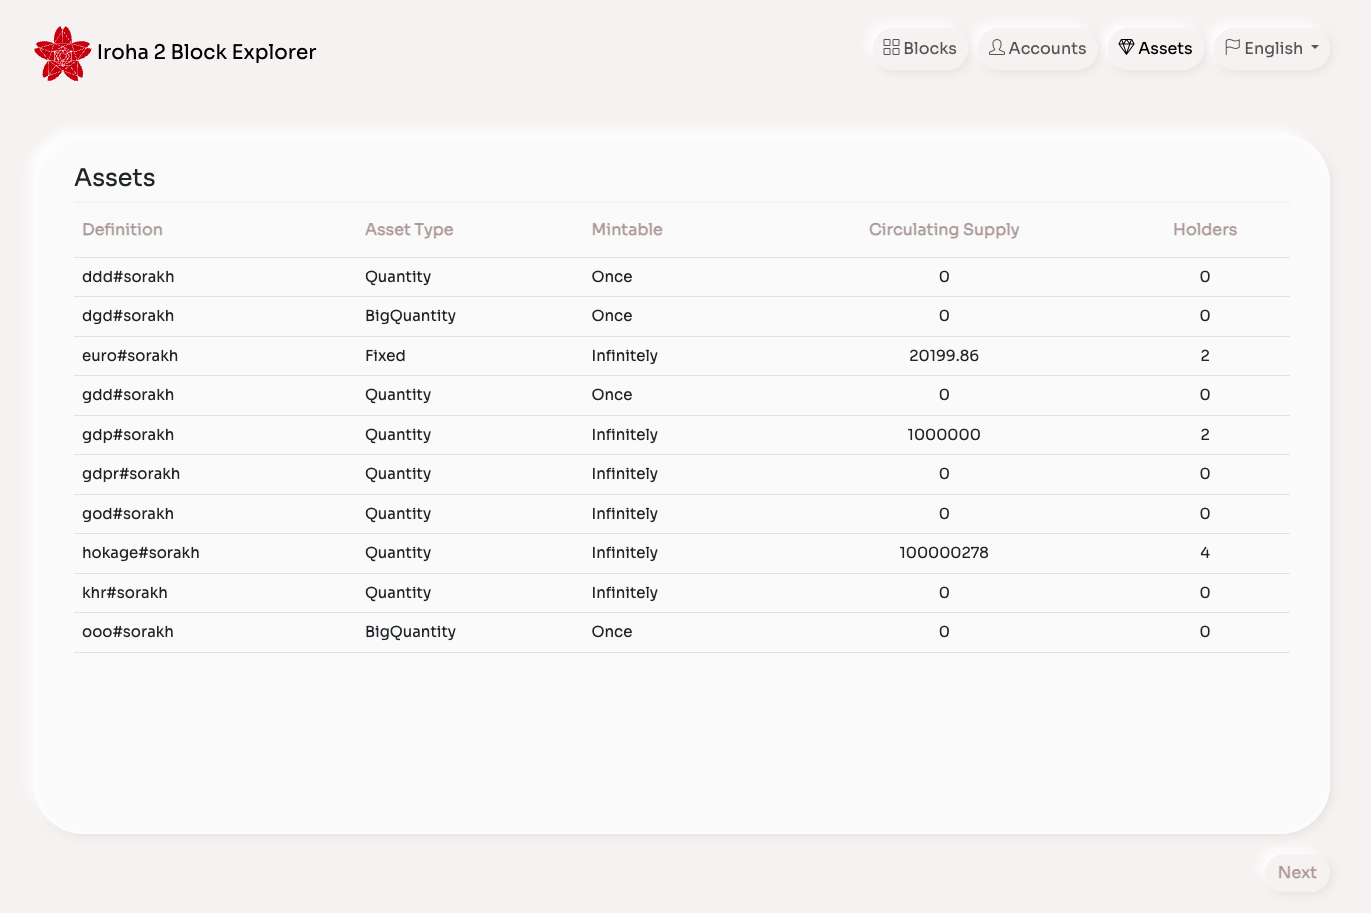 Iroha 2 Block Explorer
Blocks Accounts Assets English
Assets
Definition Asset Type Mintable Circulating Supply Holders
ddd#sorakh Quantity Once 0 0
dgd#sorakh BigQuantity Once 0 0
euro#sorakh Fixed Infinitely 20199.86 2
gdd#sorakh Quantity Once 0 0
gdp#sorakh Quantity Infinitely 1000000 2
gdpr#sorakh Quantity Infinitely 0 0
god#sorakh Quantity Infinitely 0 0
hokage#sorakh Quantity Infinitely 100000278 4
khr#sorakh Quantity Infinitely 0 0
ooo#sorakh BigQuantity Once 0 0
Next